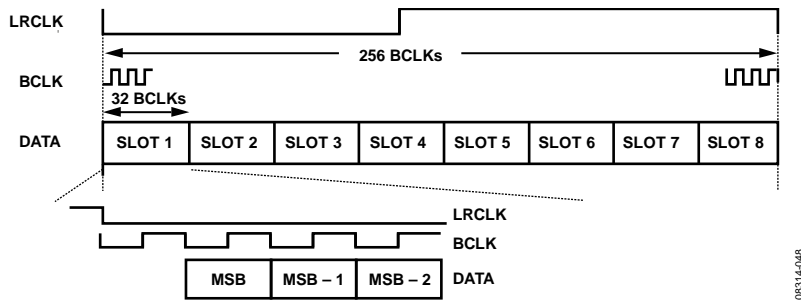 LRCLK
256 BCLKs
BCLK
32 BCLKs
DATA
SLOT 1 SLOT 2 SLOT 3 SLOT 4 SLOT 5 SLOT 6 SLOT 7 SLOT 8
LRCLK
BCLK
MSB MSB – 1 MSB – 2 DATA
08314-048